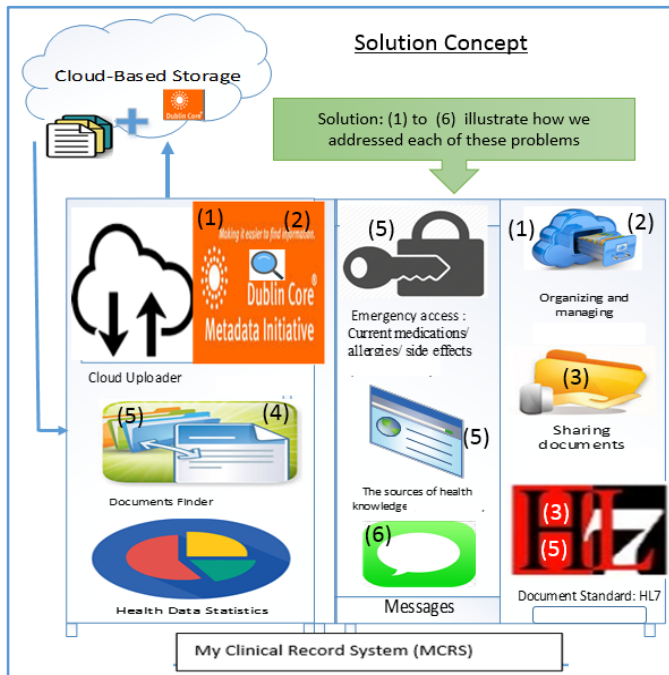 Solution Concept
Cloud-Based Storage
Dublin Core
Solution: (1) to (6) illustrate how we
addressed each of these problems
(1)
(2)
Making it easier to find information.
Dublin Core®
Metadata Initiative
Cloud Uploader
(5)
(4)
Documents Finder
Health Data Statistics
(5)
Emergency access :
Current medications/
allergies/ side effects
(5)
The sources of health
knowledge
(6)
Messages
(1)
(2)
Organizing and
managing
(3)
Sharing
documents
HL7
(3)
(5)
Document Standard: HL7
My Clinical Record System (MCRS)